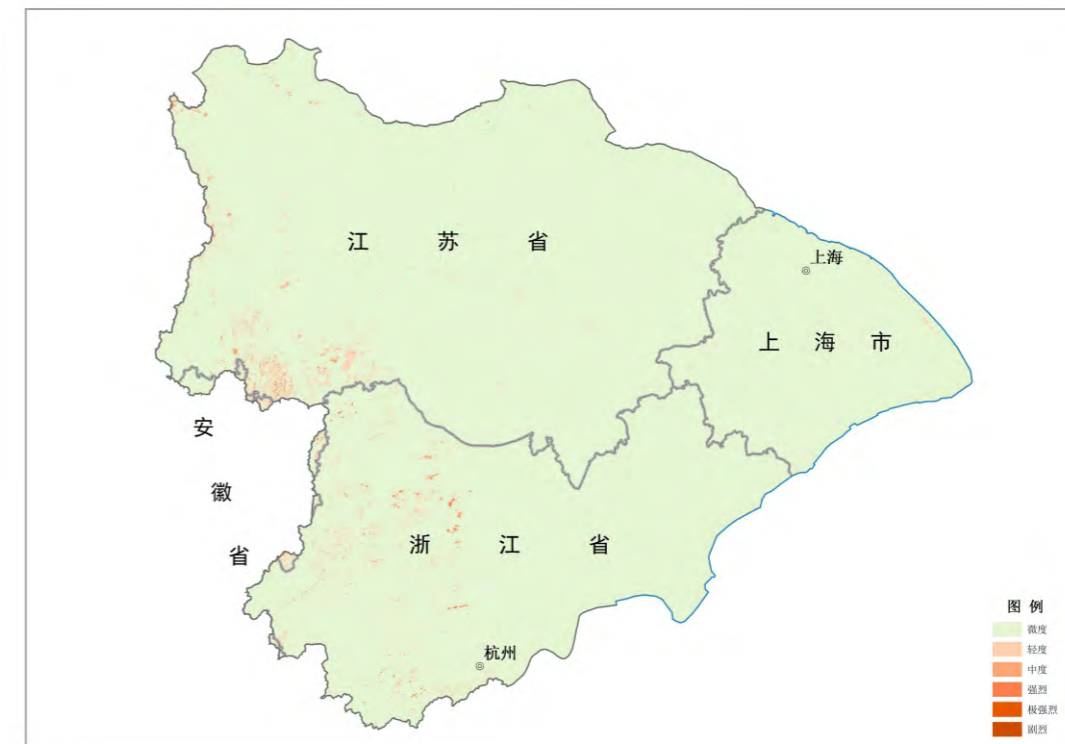 江苏省
上海
上海市
安
徽
省
浙江省
杭州
图例
微度
轻度
中度
强烈
极强烈
剧烈